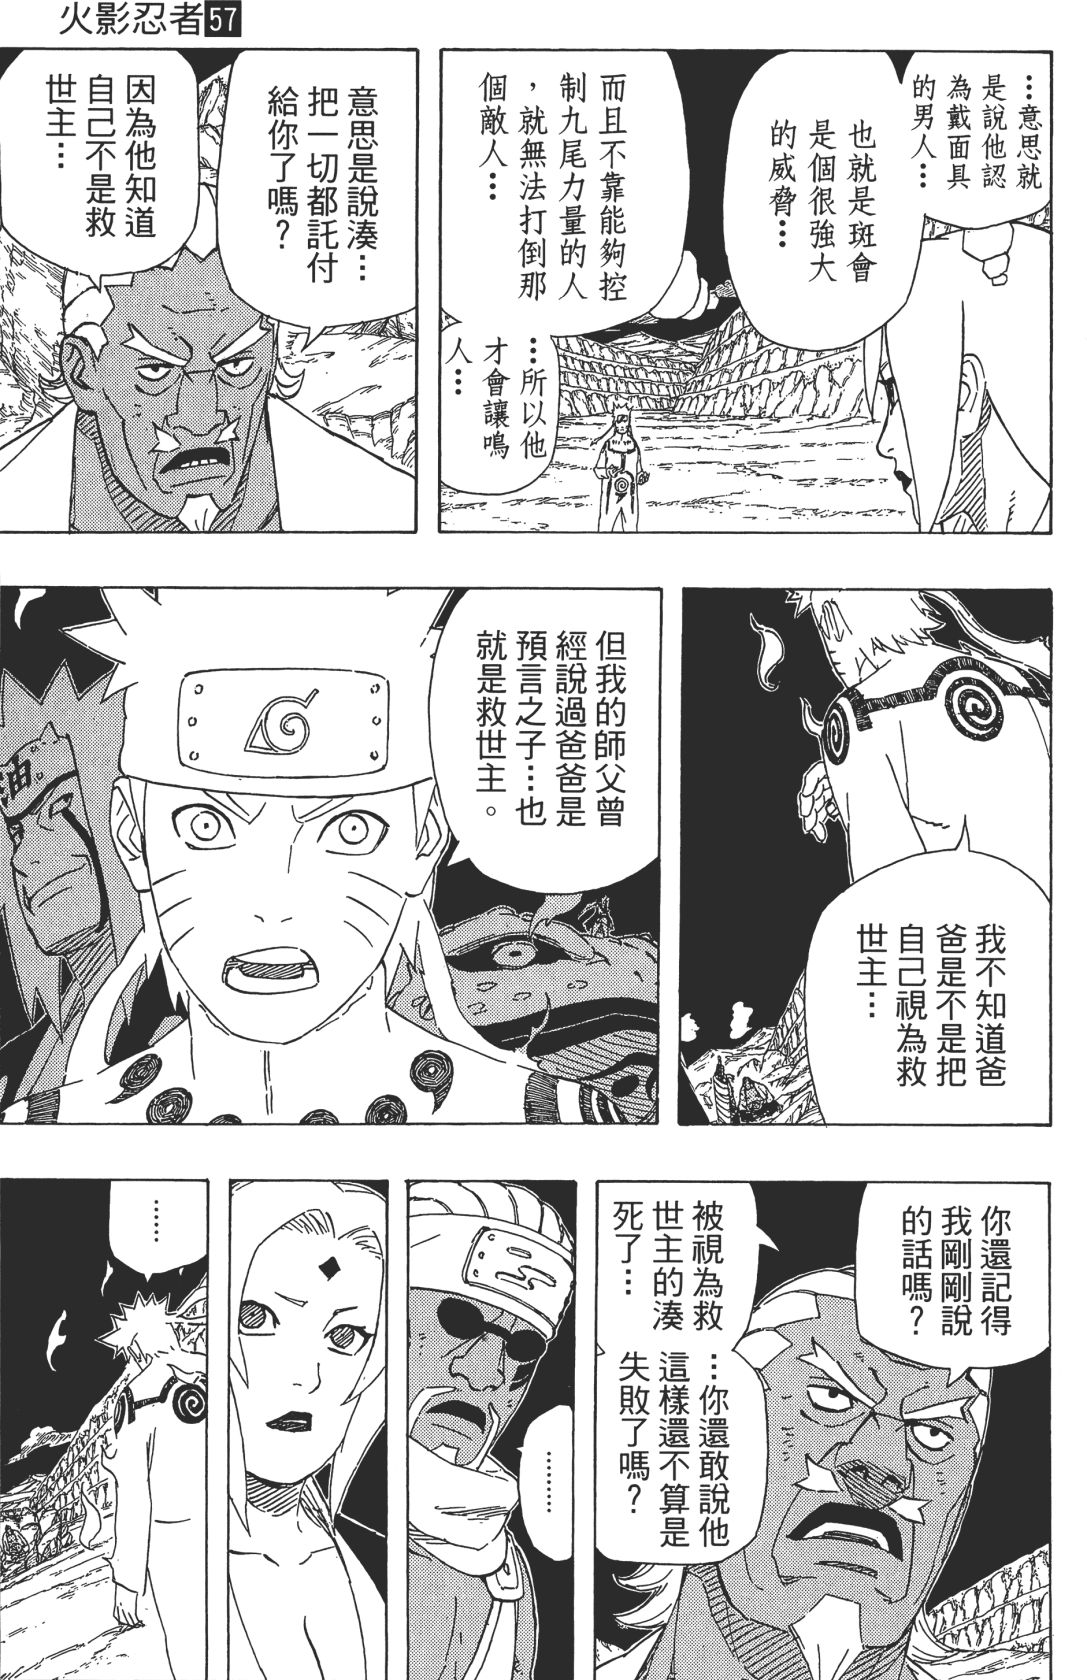 火影忍者57
…意思就
是說他認
為戴面具
的男人…
也就是斑會
是個很強大
的威脅…
而且不靠能夠控
制九尾力量的人
，就無法打倒那
個敵人…
…所以他
才會讓鳴
人…
意思是說湊…
把一切都託付
給你了嗎？
因為他知道
自己不是救
世主…
我不知道爸
爸是不是把
自己視為救
世主…
但我的師父曾
經說過爸爸是
預言之子…也
就是救世主。
油
你還記得
我剛剛說
的話嗎？
被視為救
世主的湊
死了…
…你還敢說他
這樣還不算是
失敗了嗎？
………
……